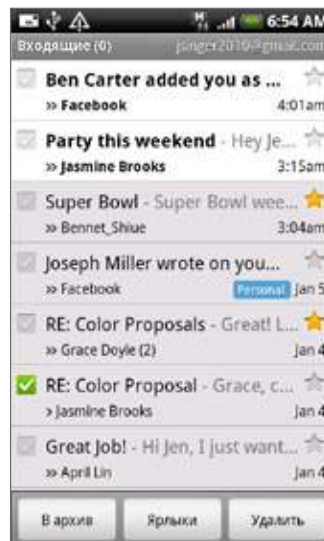 6:54 AM
Входящие (0) jsinger2010@gmail.com
Ben Carter added you as ...
» Facebook 4:01am
Party this weekend - Hey Je...
» Jasmine Brooks 3:15am
Super Bowl - Super Bowl wee...
» Bennet_Shiue 3:04am
Joseph Miller wrote on you...
» Facebook Personal Jan 5
RE: Color Proposals - Great! L...
» Grace Doyle (2) Jan 4
RE: Color Proposal - Grace, c...
› Jasmine Brooks Jan 4
Great Job! - Hi Jen, I just want...
» April Lin Jan 4
В архив Ярлыки Удалить